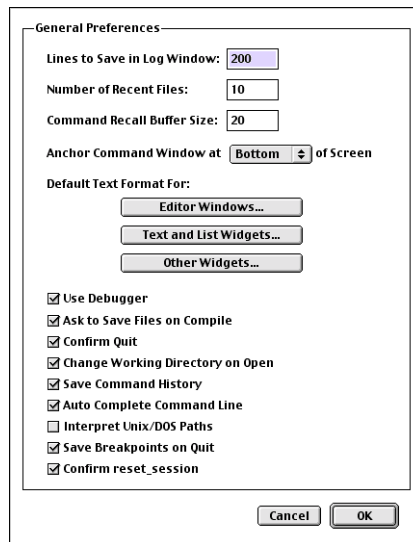 General Preferences
Lines to Save in Log Window: 200
Number of Recent Files: 10
Command Recall Buffer Size: 20
Anchor Command Window at Bottom of Screen
Default Text Format For:
Editor Windows...
Text and List Widgets...
Other Widgets...
Use Debugger
Ask to Save Files on Compile
Confirm Quit
Change Working Directory on Open
Save Command History
Auto Complete Command Line
Interpret Unix/DOS Paths
Save Breakpoints on Quit
Confirm reset_session
Cancel OK